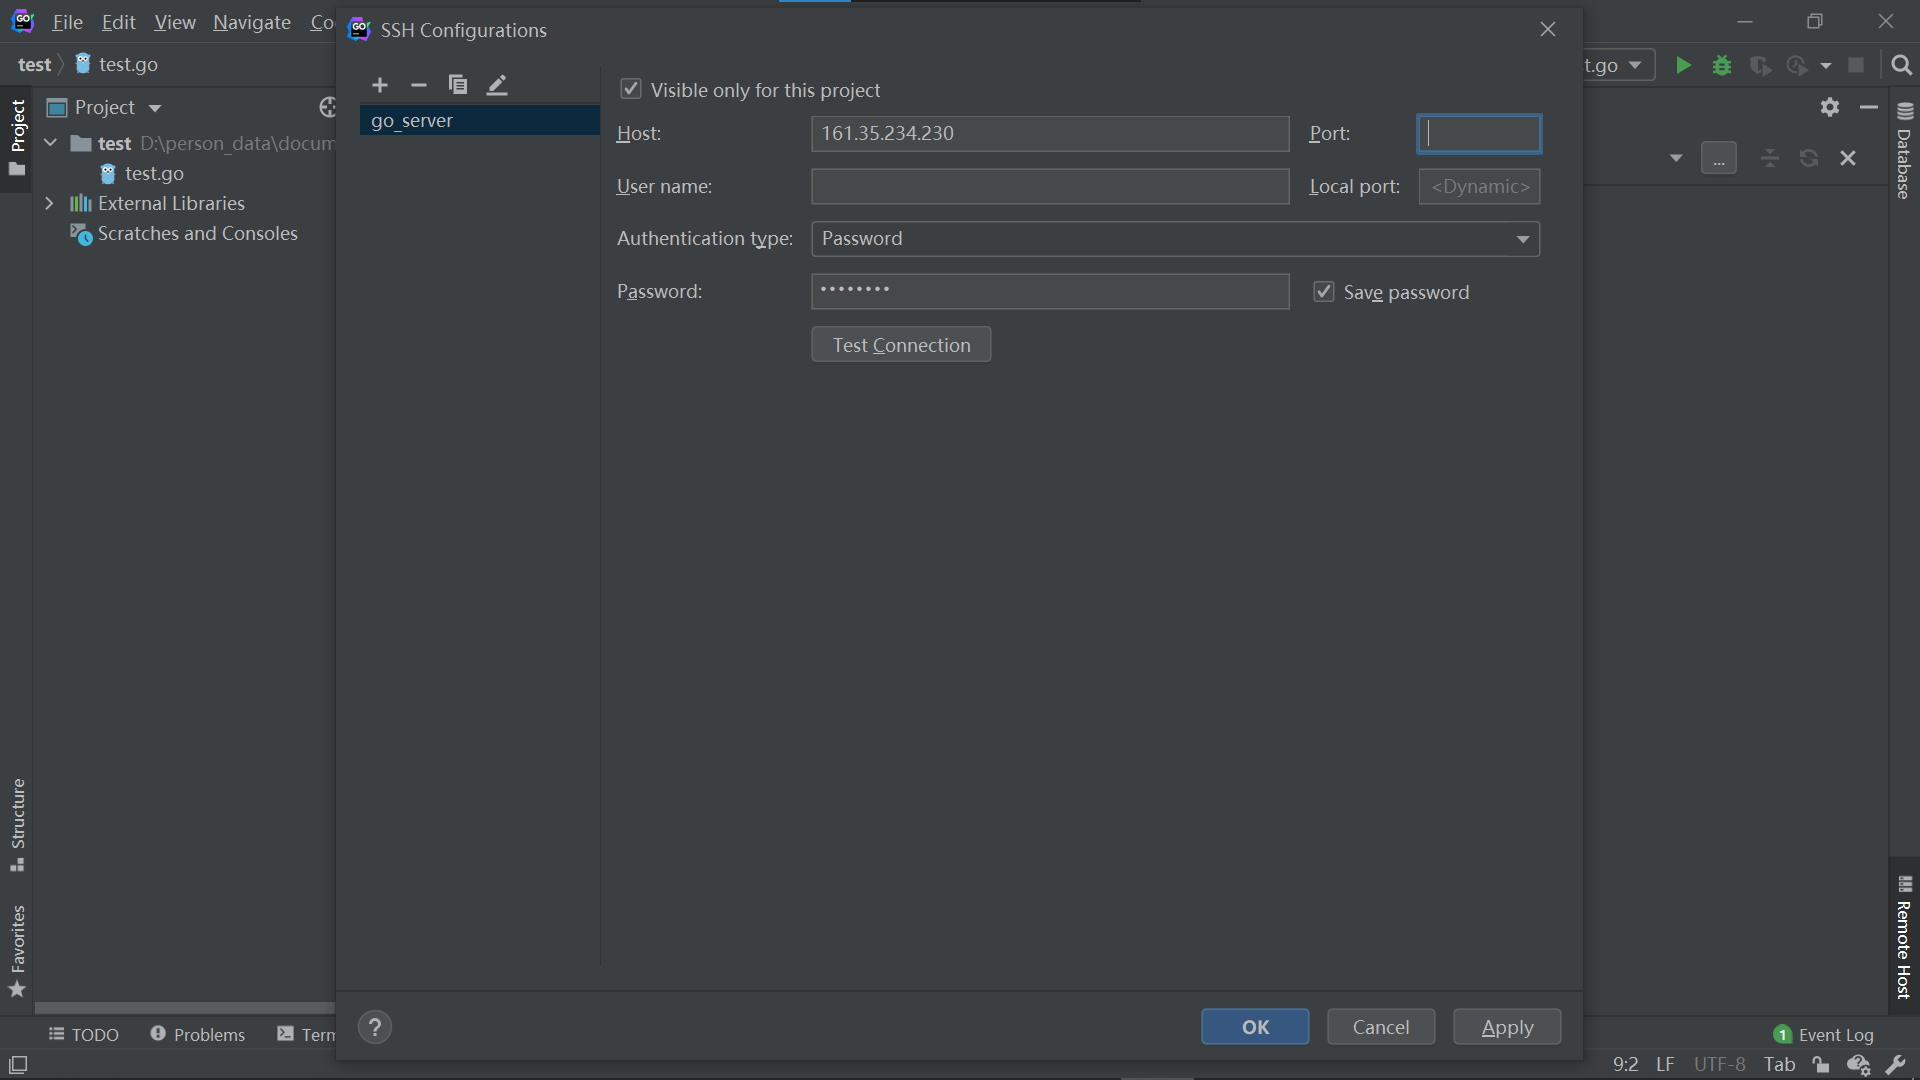 File Edit View Navigate
SSH Configurations
test test.go
t.go
Project
Project
test D:\person_data\docum
test.go
External Libraries
Scratches and Consoles
go_server
Visible only for this project
Host: 161.35.234.230 Port:
User name: Local port: <Dynamic>
Authentication type: Password
Password: •••••••• Save password
Test Connection
...
Database
Structure
Favorites
Remote Host
? OK Cancel Apply
TODO Problems
1 Event Log
9:2 LF UTF-8 Tab